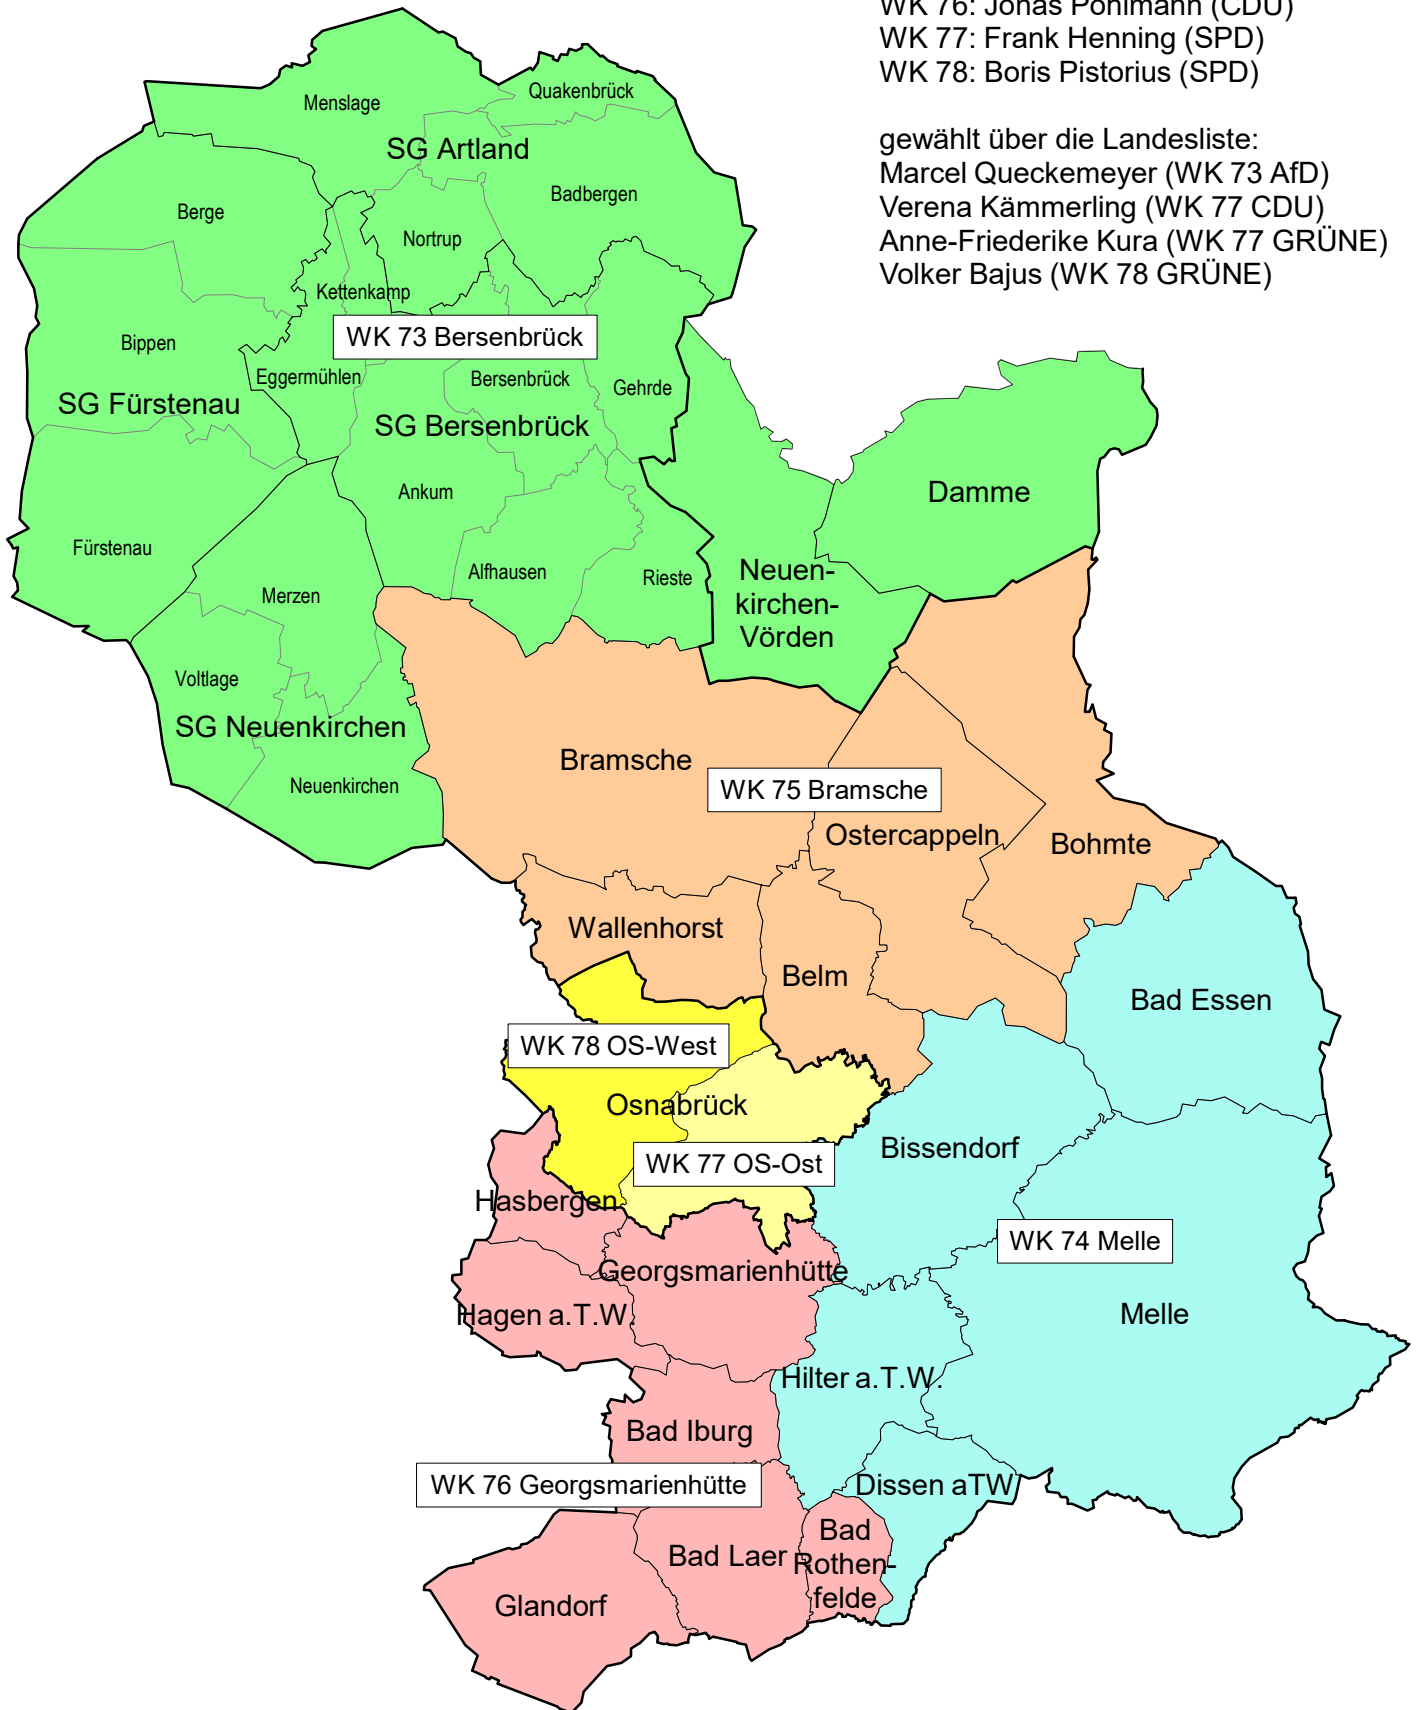 WK 76: Jonas Pohlmann (CDU)
WK 77: Frank Henning (SPD)
WK 78: Boris Pistorius (SPD)
gewählt über die Landesliste:
Marcel Queckemeyer (WK 73 AfD)
Verena Kämmerling (WK 77 CDU)
Anne-Friederike Kura (WK 77 GRÜNE)
Volker Bajus (WK 78 GRÜNE)
Menslage
Quakenbrück
SG Artland
Badbergen
Berge
Nortrup
Kettenkamp
WK 73 Bersenbrück
Bippen
Eggermühlen
Bersenbrück
Gehrde
SG Fürstenau
SG Bersenbrück
Ankum
Damme
Fürstenau
Alfhausen
Rieste
Neuen-
kirchen-
Vörden
Merzen
Voltlage
SG Neuenkirchen
Neuenkirchen
Bramsche
WK 75 Bramsche
Ostercappeln
Bohmte
Wallenhorst
Belm
Bad Essen
WK 78 OS-West
Osnabrück
WK 77 OS-Ost
Bissendorf
Hasbergen
WK 74 Melle
Georgsmarienhütte
Hagen a.T.W.
Melle
Hilter a.T.W.
Bad Iburg
WK 76 Georgsmarienhütte
Dissen aTW
Bad Laer
Bad
Rothen-
felde
Glandorf